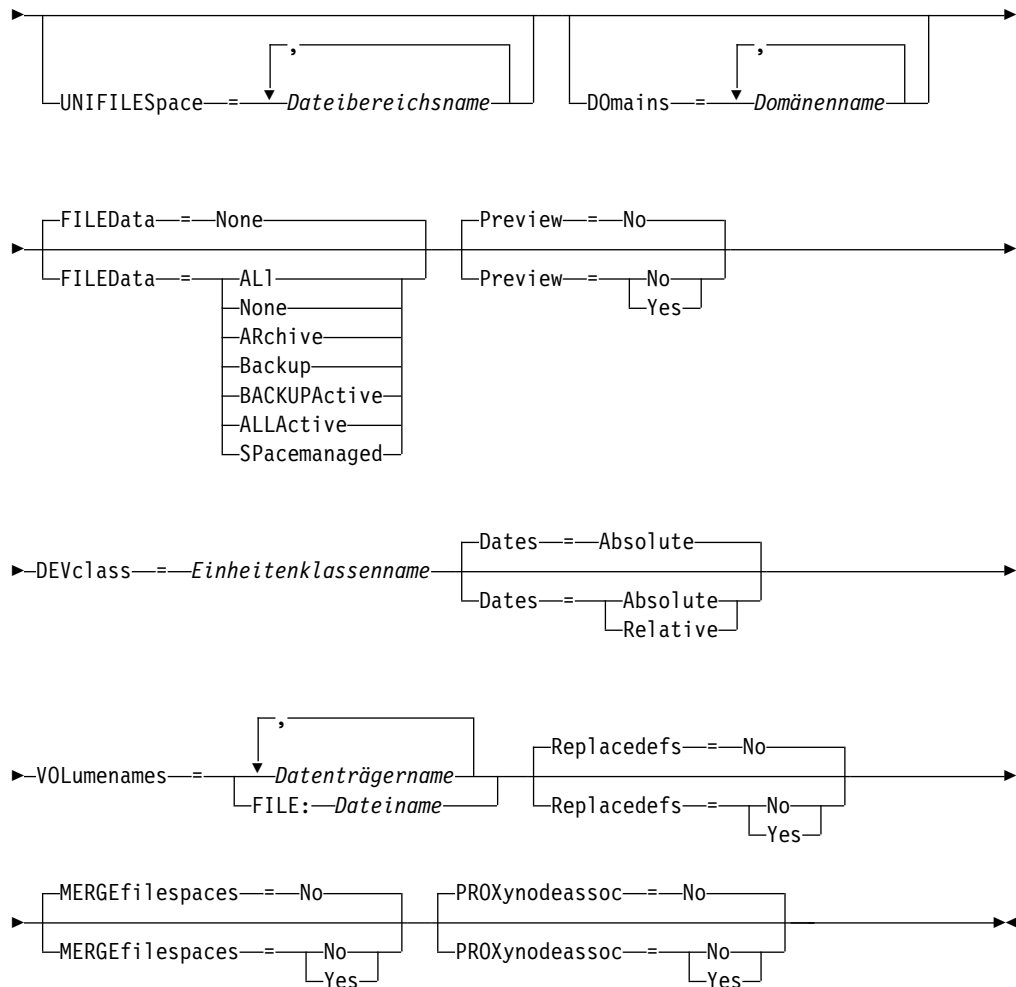 , ,
UNIFILESpace = Dateibereichsname DOmains = Domänenname
FILEData = None Preview = No
FILEData = ALl Preview = No
None Yes
ARchive
Backup
BACKUPActive
ALLActive
SPacemanaged
Dates = Absolute
DEVclass = Einheitenklassenname
Dates = Absolute
Relative
, Replacedefs = No
VOLumenames = Datenträgername
FILE: Dateiname Replacedefs = No
Yes
MERGEfilespaces = No PROXynodeassoc = No
MERGEfilespaces = No PROXynodeassoc = No
Yes Yes